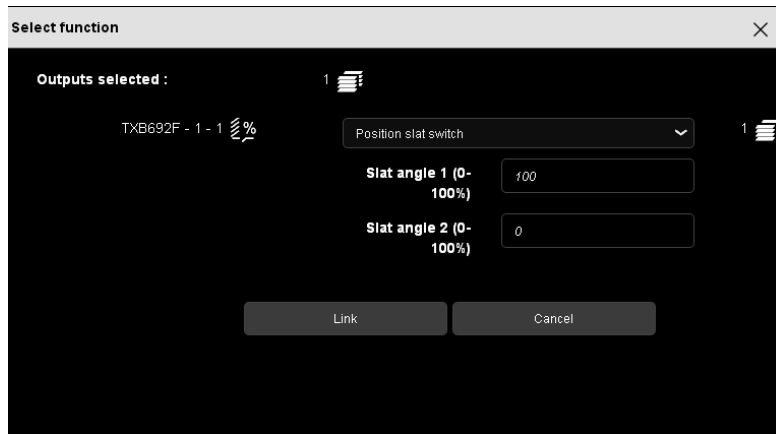 Select function
Outputs selected : 1
TXB692F - 1 - 1 % Position slat switch 1
Slat angle 1 (0-
100%) 100
Slat angle 2 (0-
100%) 0
Link Cancel